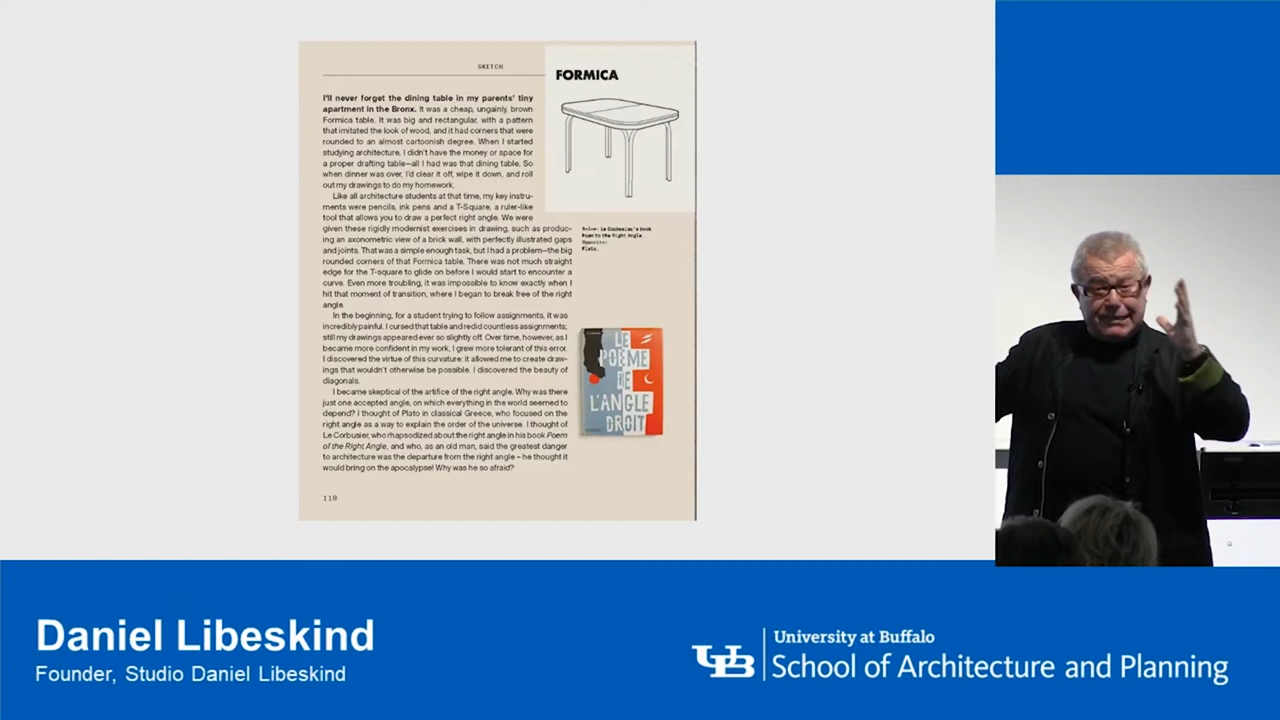 SKETCH
FORMICA
I'll never forget the dining table in my parents' tiny
apartment in the Bronx. It was a cheap, ungainly, brown
Formica table. It was big and rectangular, with a pattern
that imitated the look of wood, and it had corners that were
rounded to an almost cartoonish degree. When I started
studying architecture, I didn't have the money or space for
a proper drafting table—all I had was that dining table. So
when dinner was over, I'd clear it off, wipe it down, and roll
out my drawings to do my homework.
Like all architecture students at that time, my key instru-
ments were pencils, ink pens and a T-Square, a ruler-like
tool that allows you to draw a perfect right angle. We were
given these rigidly modernist exercises in drawing, such as produc-
ing an axonometric view of a brick wall, with perfectly illustrated gaps
and joints. That was a simple enough task, but I had a problem—the big
rounded corners of that Formica table. There was not much straight
edge for the T-square to glide on before I would start to encounter a
curve. Even more troubling, it was impossible to know exactly when I
hit that moment of transition, where I began to break free of the right
angle.
In the beginning, for a student trying to follow assignments, it was
incredibly painful. I cursed that table and redid countless assignments;
still my drawings appeared ever so slightly off. Over time, however, as I
became more confident in my work, I grew more tolerant of this error.
I discovered the virtue of this curvature: it allowed me to create draw-
ings that wouldn't otherwise be possible. I discovered the beauty of
diagonals.
I became skeptical of the artifice of the right angle. Why was there
just one accepted angle, on which everything in the world seemed to
depend? I thought of Plato in classical Greece, who focused on the
right angle as a way to explain the order of the universe. I thought of
Le Corbusier, who rhapsodized about the right angle in his book Poem
of the Right Angle, and who, as an old man, said the greatest danger
to architecture was the departure from the right angle – he thought it
would bring on the apocalypse! Why was he so afraid?
118
Below: Le Corbusier's book
Poem to the Right Angle.
Opposite:
Plato.
LE
POÈME
DE
L'ANGLE
DROIT
Daniel Libeskind
Founder, Studio Daniel Libeskind
UB
University at Buffalo
School of Architecture and Planning